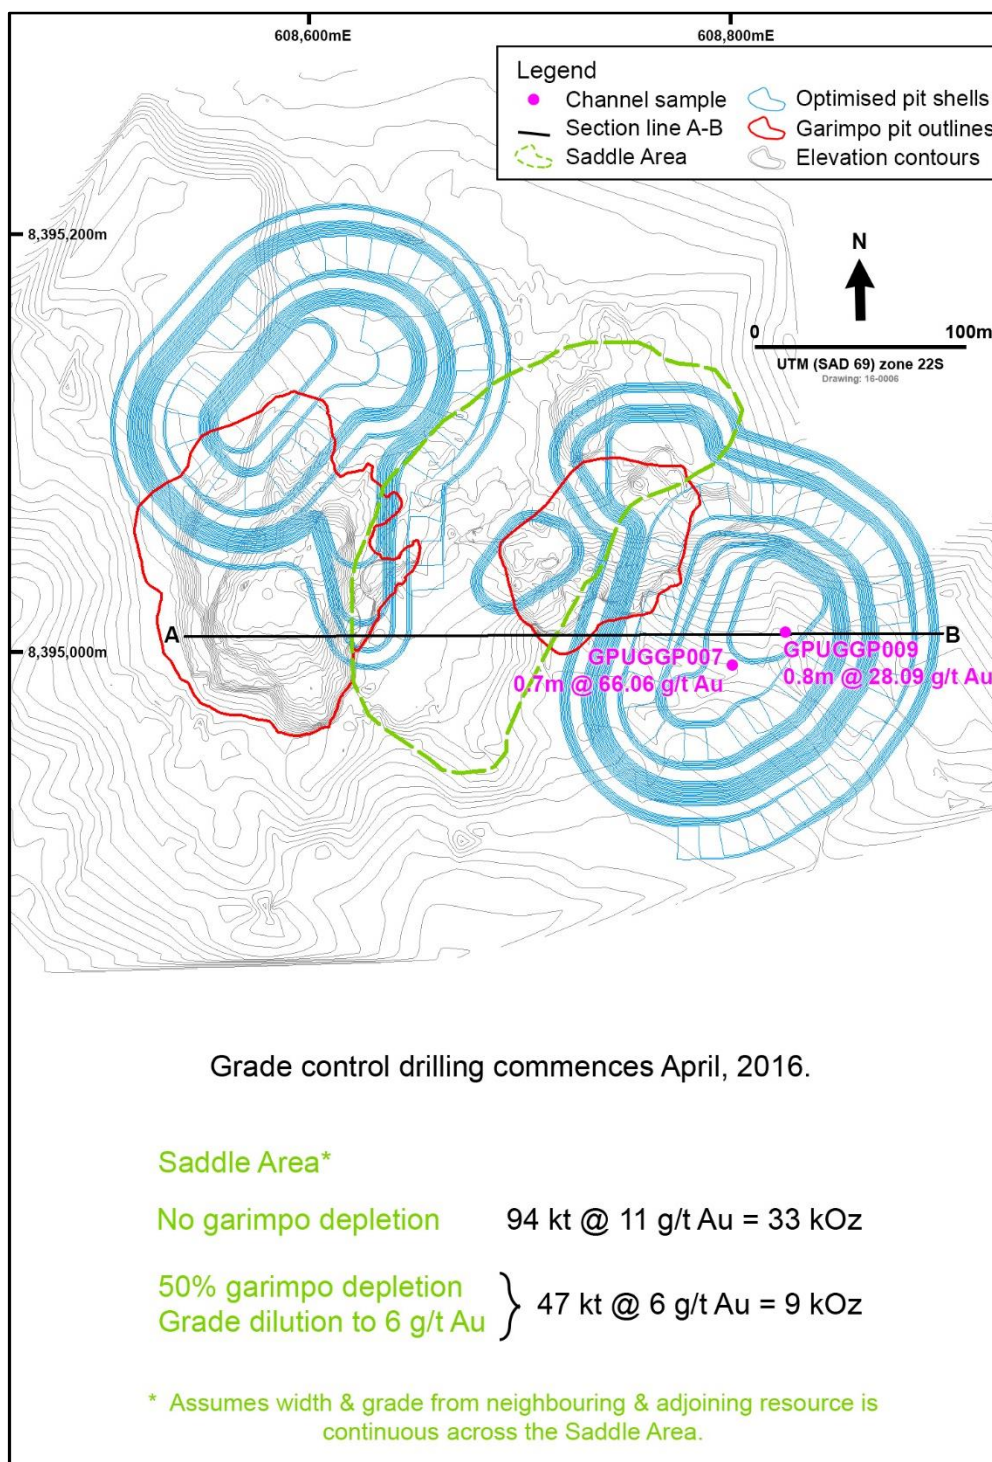 608,600mE
608,800mE
Legend
Channel sample
Section line A-B
Saddle Area
Optimised pit shells
Garimpo pit outlines
Elevation contours
8,395,200m
N
0
100m
UTM (SAD 69) zone 22S
Drawing: 16-0006
A
B
8,395,000m
GPUGGP007
0.7m @ 66.06 g/t Au
GPUGGP009
0.8m @ 28.09 g/t Au
Grade control drilling commences April, 2016.
Saddle Area*
No garimpo depletion 94 kt @ 11 g/t Au = 33 kOz
50% garimpo depletion
Grade dilution to 6 g/t Au } 47 kt @ 6 g/t Au = 9 kOz
* Assumes width & grade from neighbouring & adjoining resource is
continuous across the Saddle Area.